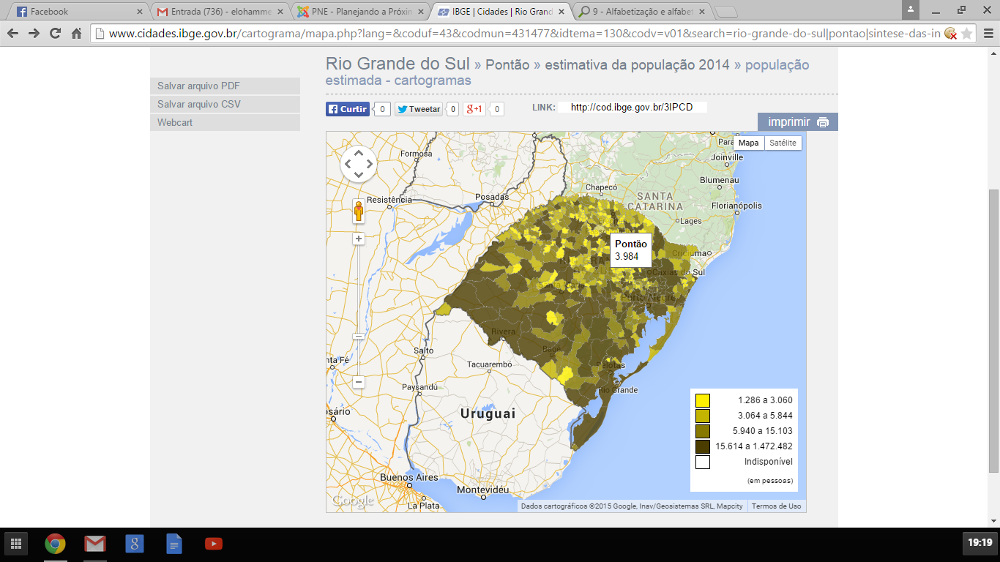 Facebook
Entrada (736) - elohamme
PNE - Planejando a Próxin
IBGE | Cidades | Rio Grand
9 - Alfabetização e alfabet
www.cidades.ibge.gov.br/cartograma/mapa.php?lang=&coduf=43&codmun=431477&idtema=130&codv=v01&search=rio-grande-do-sul|pontao|sintese-das-in
Rio Grande do Sul » Pontão » estimativa da população 2014 » população
estimada - cartogramas
Salvar arquivo PDF
Salvar arquivo CSV
Webcart
Curtir 0 Tweetar 0 g+1 0
LINK: http://cod.ibge.gov.br/3IPCD
imprimir
Mapa Satélite
Para
Formosa
Joinville
Blumenau
Chapecó
Resistência
Posadas
SANTA
CATARINA
Florianópolis
Lages
Pontão
3.984
Criciúma
Caxias do Sul
Porto Alegre
Rivera
Bagé
Salto
Tacuarembó
Pelotas
nta Fé
Paysandú
Rio Grande
osário
Uruguai
Buenos Aires
Montevidéu
La Plata
1.286 a 3.060
3.064 a 5.844
5.940 a 15.103
15.614 a 1.472.482
Indisponível
(em pessoas)
Google
Dados cartográficos ©2015 Google, Inav/Geosistemas SRL, Mapcity
Termos de Uso
19:19